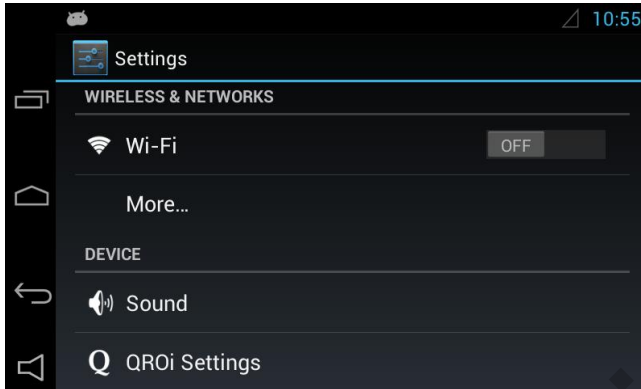 10:55
Settings
WIRELESS & NETWORKS
Wi-Fi OFF
More...
DEVICE
Sound
Q QROi Settings